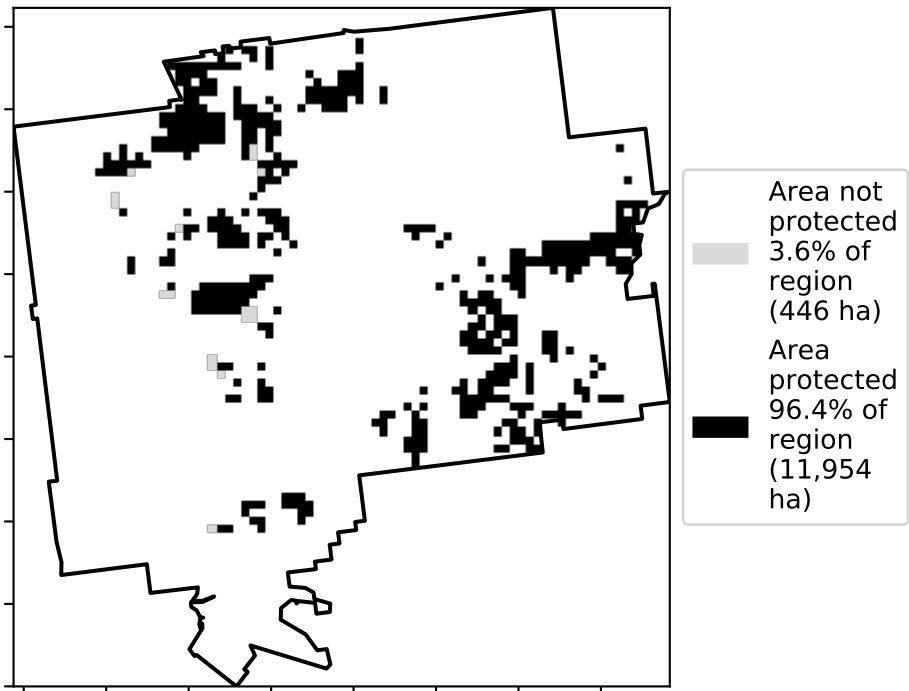 Area not
protected
3.6% of
region
(446 ha)
Area
protected
96.4% of
region
(11,954
ha)